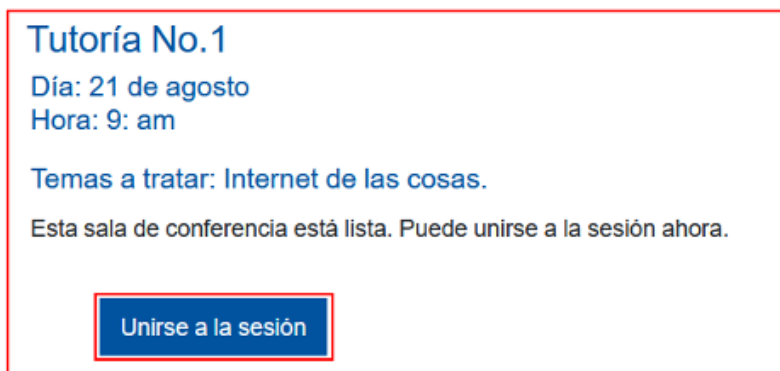 Tutoría No.1
Día: 21 de agosto
Hora: 9: am
Temas a tratar: Internet de las cosas.
Esta sala de conferencia está lista. Puede unirse a la sesión ahora.
Unirse a la sesión